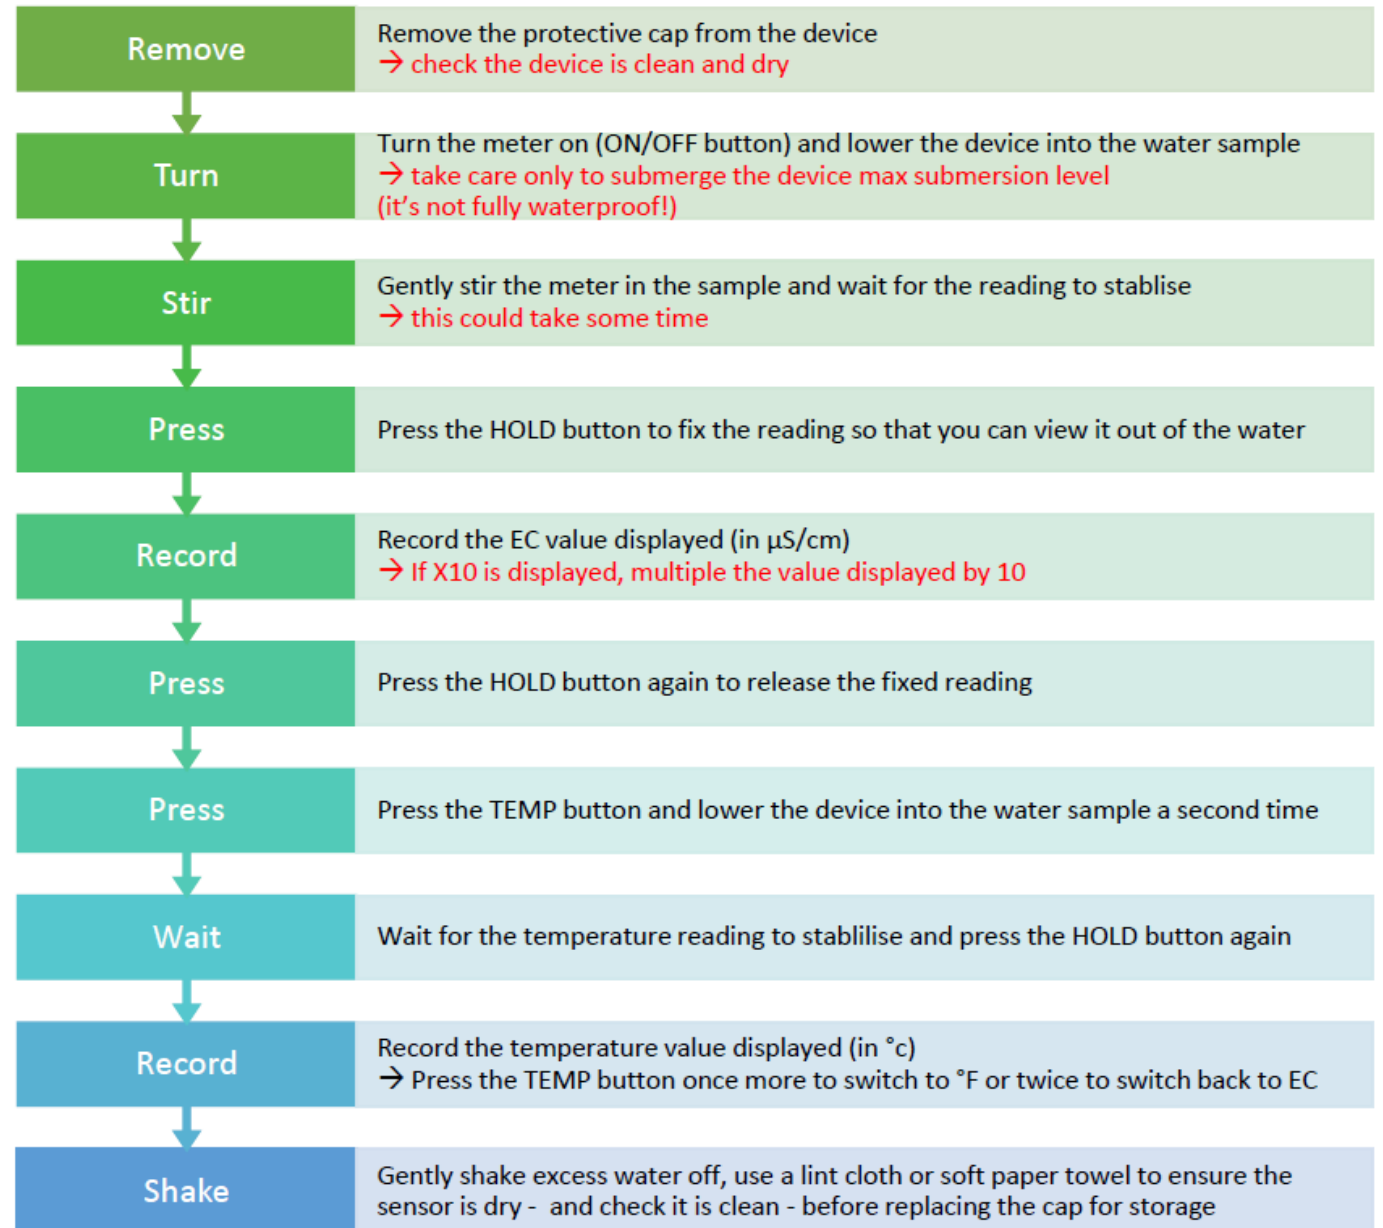 Remove
Remove the protective cap from the device
→ check the device is clean and dry
Turn
Turn the meter on (ON/OFF button) and lower the device into the water sample
→ take care only to submerge the device max submersion level
(it's not fully waterproof!)
Stir
Gently stir the meter in the sample and wait for the reading to stablise
→ this could take some time
Press
Press the HOLD button to fix the reading so that you can view it out of the water
Record
Record the EC value displayed (in µS/cm)
→ If X10 is displayed, multiple the value displayed by 10
Press
Press the HOLD button again to release the fixed reading
Press
Press the TEMP button and lower the device into the water sample a second time
Wait
Wait for the temperature reading to stablilise and press the HOLD button again
Record
Record the temperature value displayed (in °c)
→ Press the TEMP button once more to switch to °F or twice to switch back to EC
Shake
Gently shake excess water off, use a lint cloth or soft paper towel to ensure the
sensor is dry - and check it is clean - before replacing the cap for storage